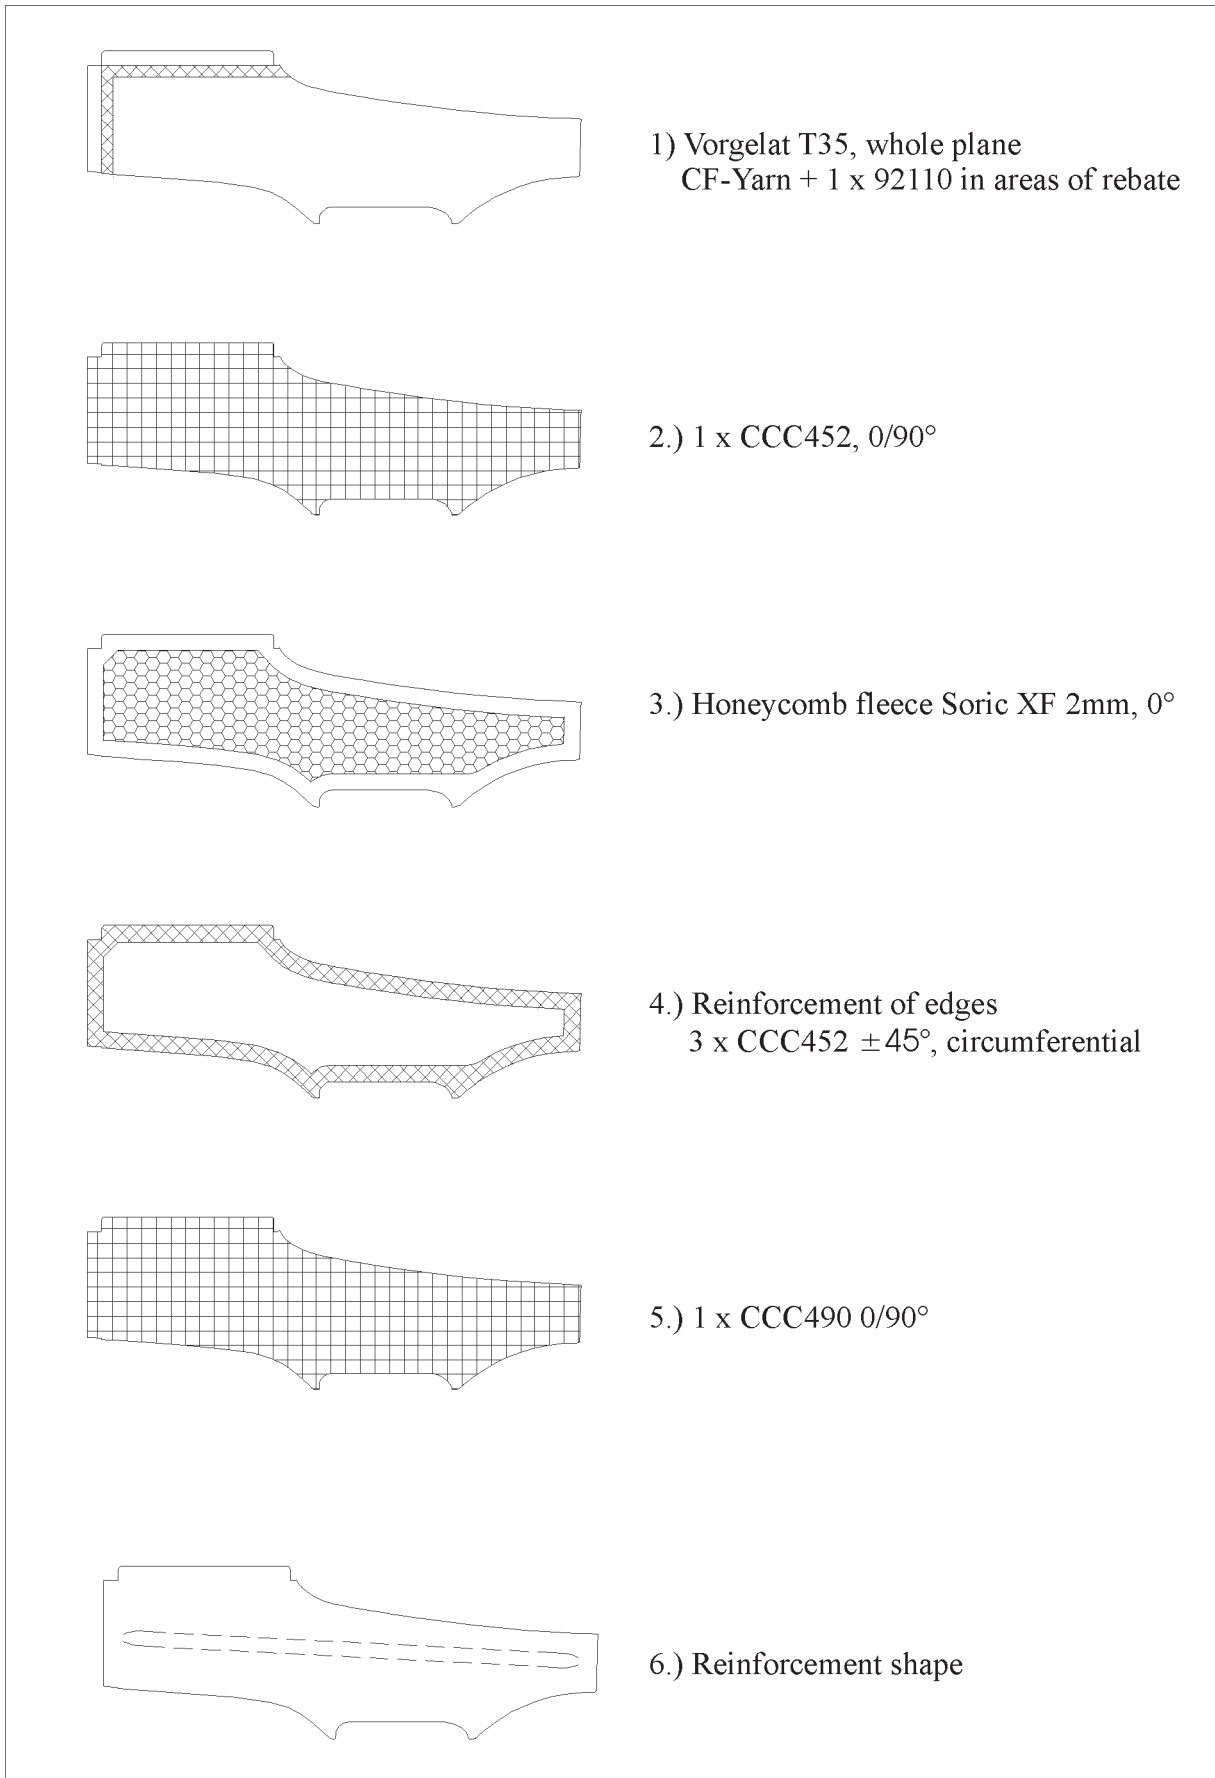 1) Vorgelat T35, whole plane
CF-Yarn + 1 x 92110 in areas of rebate
2.) 1 x CCC452, 0/90°
3.) Honeycomb fleece Soric XF 2mm, 0°
4.) Reinforcement of edges
3 x CCC452 ±45°, circumferential
5.) 1 x CCC490 0/90°
6.) Reinforcement shape